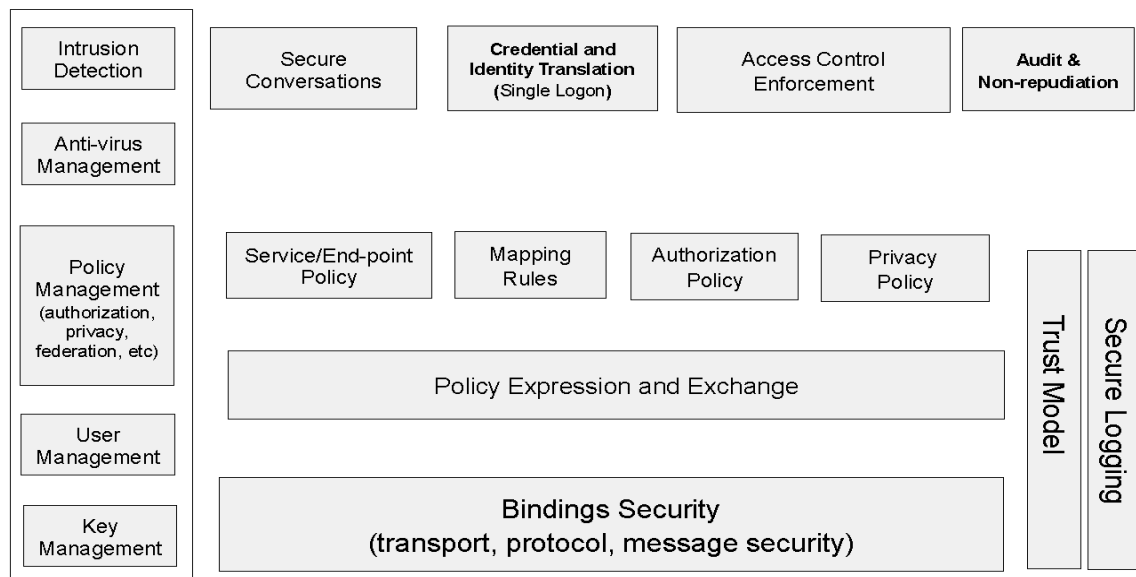 Intrusion
Detection
Anti-virus
Management
Policy
Management
(authorization,
privacy,
federation, etc)
User
Management
Key
Management
Secure
Conversations
Credential and
Identity Translation
(Single Logon)
Access Control
Enforcement
Audit &
Non-repudiation
Service/End-point
Policy
Mapping
Rules
Authorization
Policy
Privacy
Policy
Policy Expression and Exchange
Bindings Security
(transport, protocol, message security)
Trust Model
Secure Logging